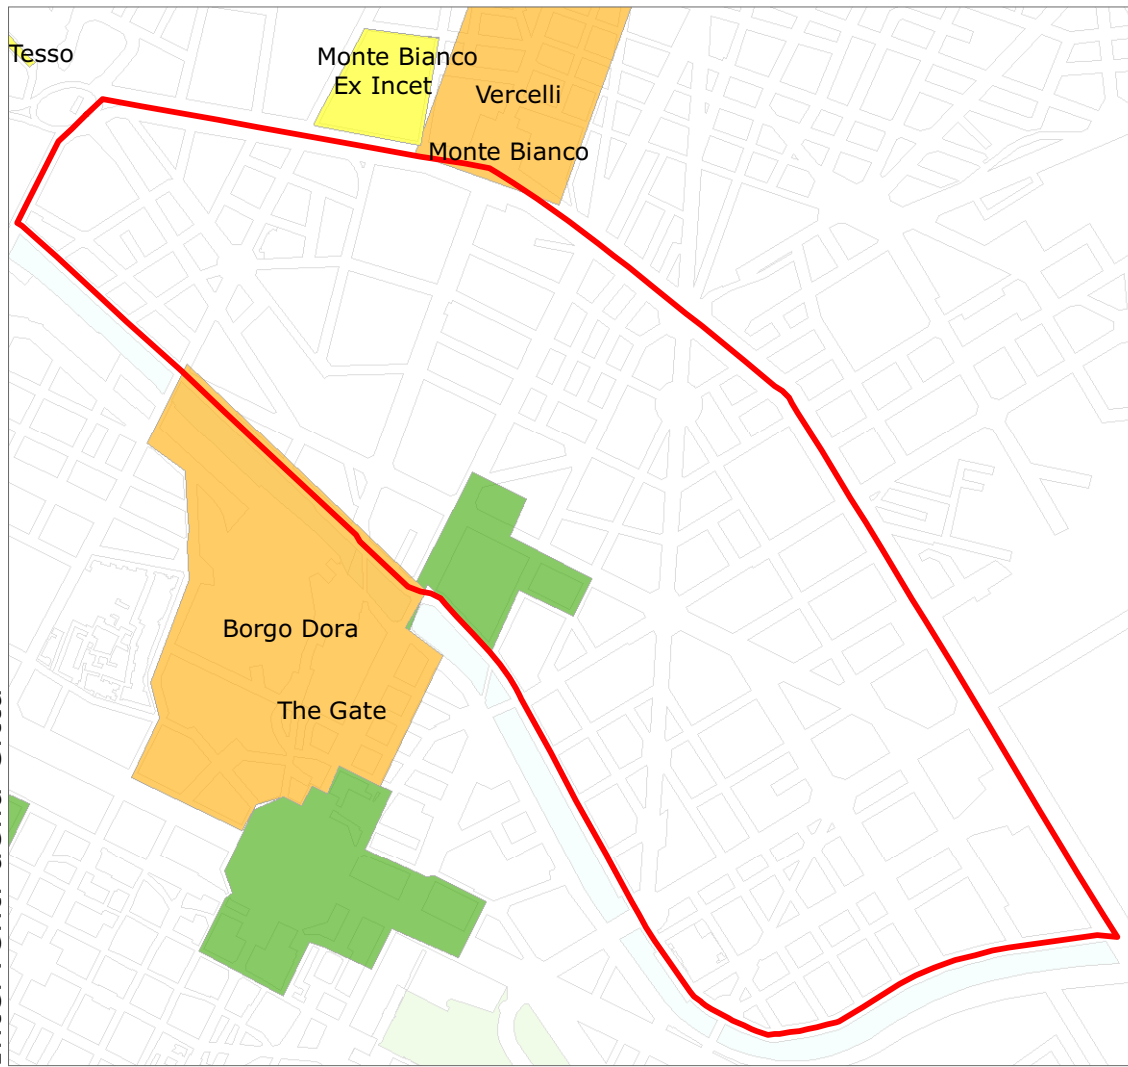 Tesso
Monte Bianco
Ex Incet
Vercelli
Monte Bianco
Borgo Dora
The Gate